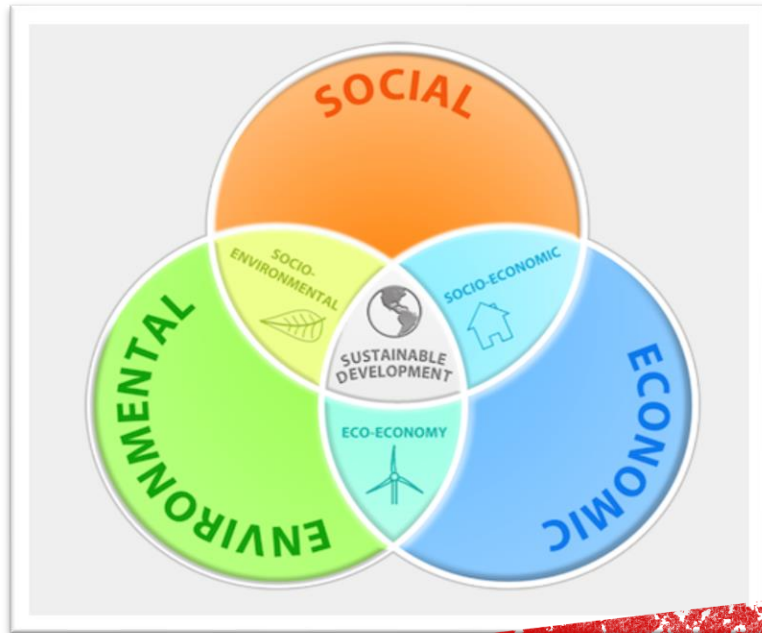 SOCIAL
SOCIO-
ENVIRONMENTAL
SOCIO-ECONOMIC
SUSTAINABLE
DEVELOPMENT
ENVIRONMENTAL
ECONOMIC
ECO-ECONOMY